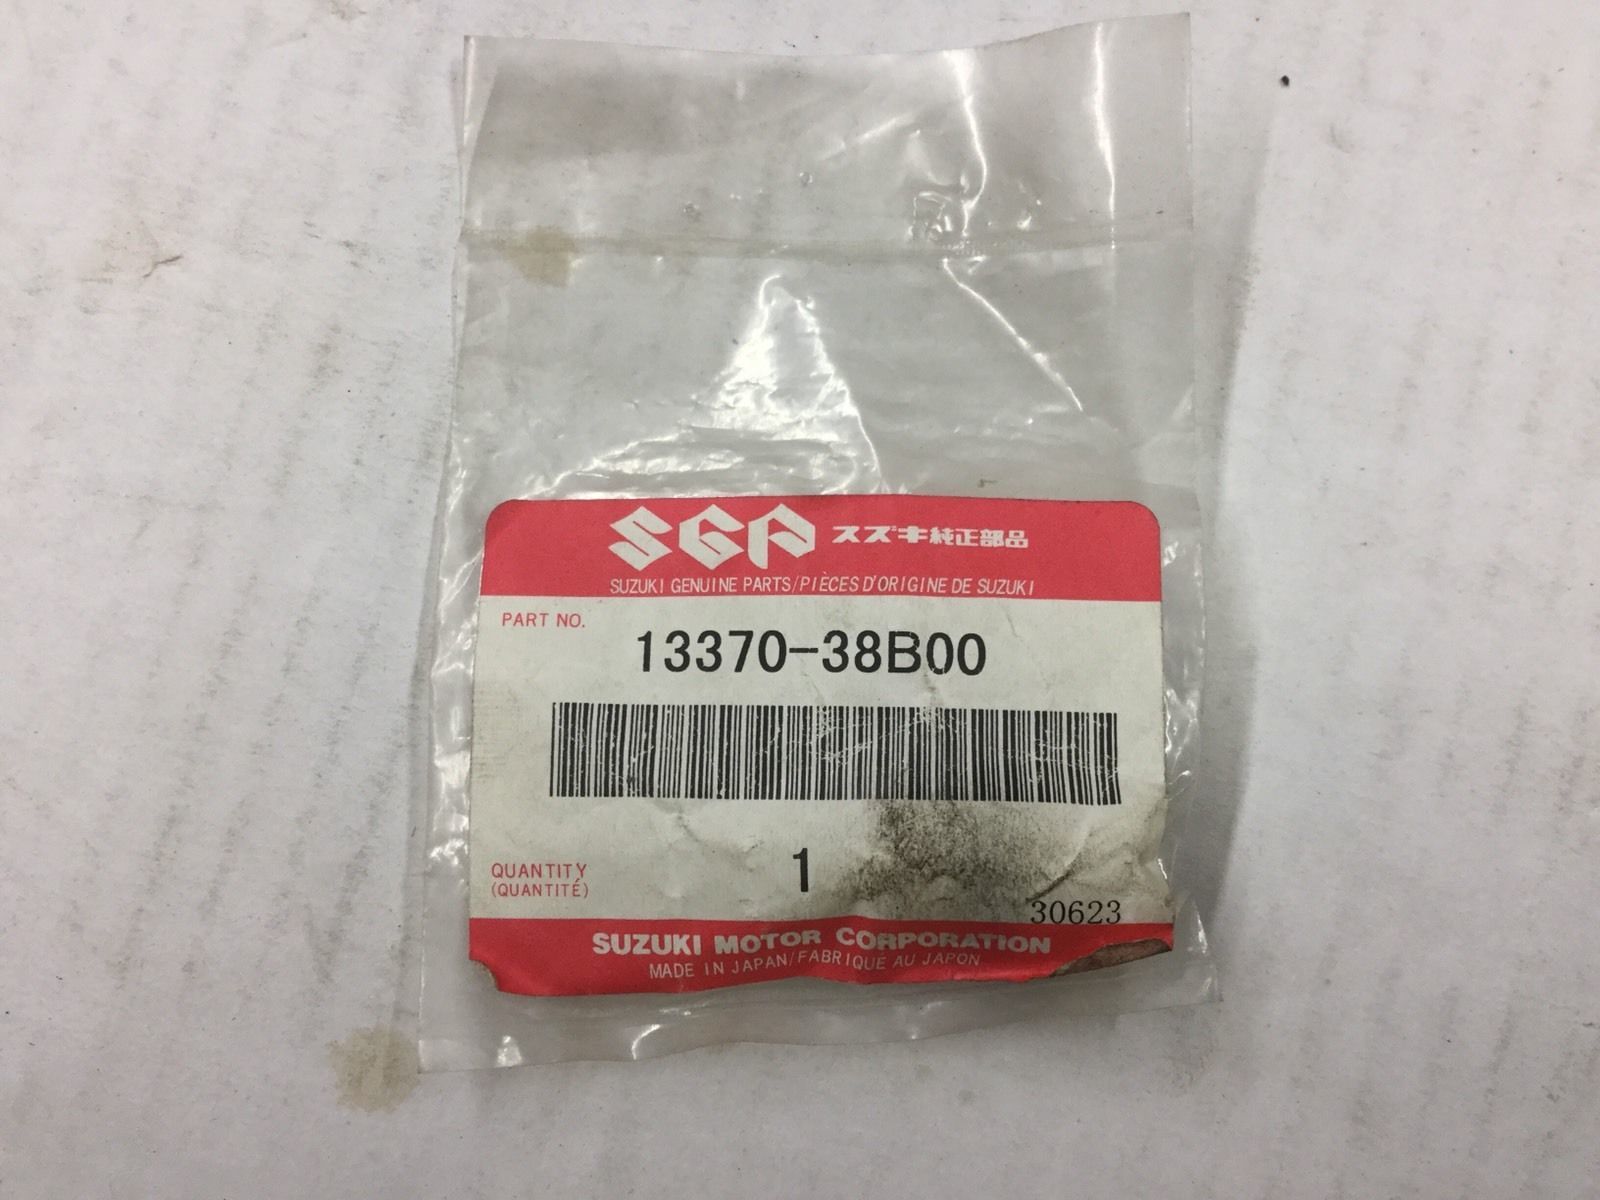 SGP スズキ純正部品
SUZUKI GENUINE PARTS/PIÈCES D'ORIGINE DE SUZUKI
PART NO.
13370-38B00
QUANTITY
(QUANTITÉ)
1
30623
SUZUKI MOTOR CORPORATION
MADE IN JAPAN/FABRIQUÉ AU JAPON